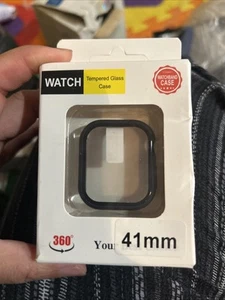 WATCH
Tempered Glass
Case
WATCHBAND
CASE
360°
You
41mm